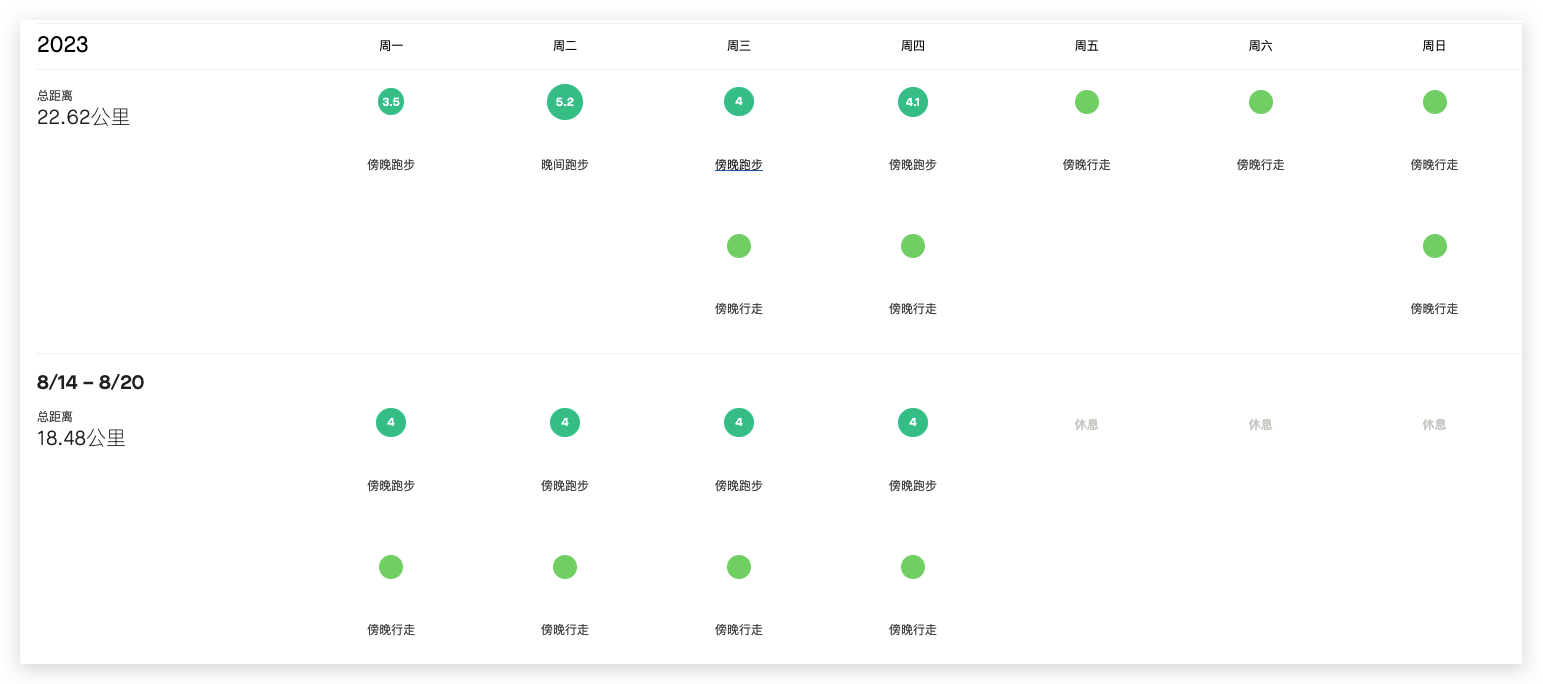 2023 周一 周二 周三 周四 周五 周六 周日
总距离
22.62公里
3.5 5.2 4 4.1
傍晚跑步 晚间跑步 傍晚跑步 傍晚跑步 傍晚行走 傍晚行走 傍晚行走
傍晚行走 傍晚行走 傍晚行走
8/14 – 8/20
总距离
18.48公里
4 4 4 4 休息 休息 休息
傍晚跑步 傍晚跑步 傍晚跑步 傍晚跑步
傍晚行走 傍晚行走 傍晚行走 傍晚行走